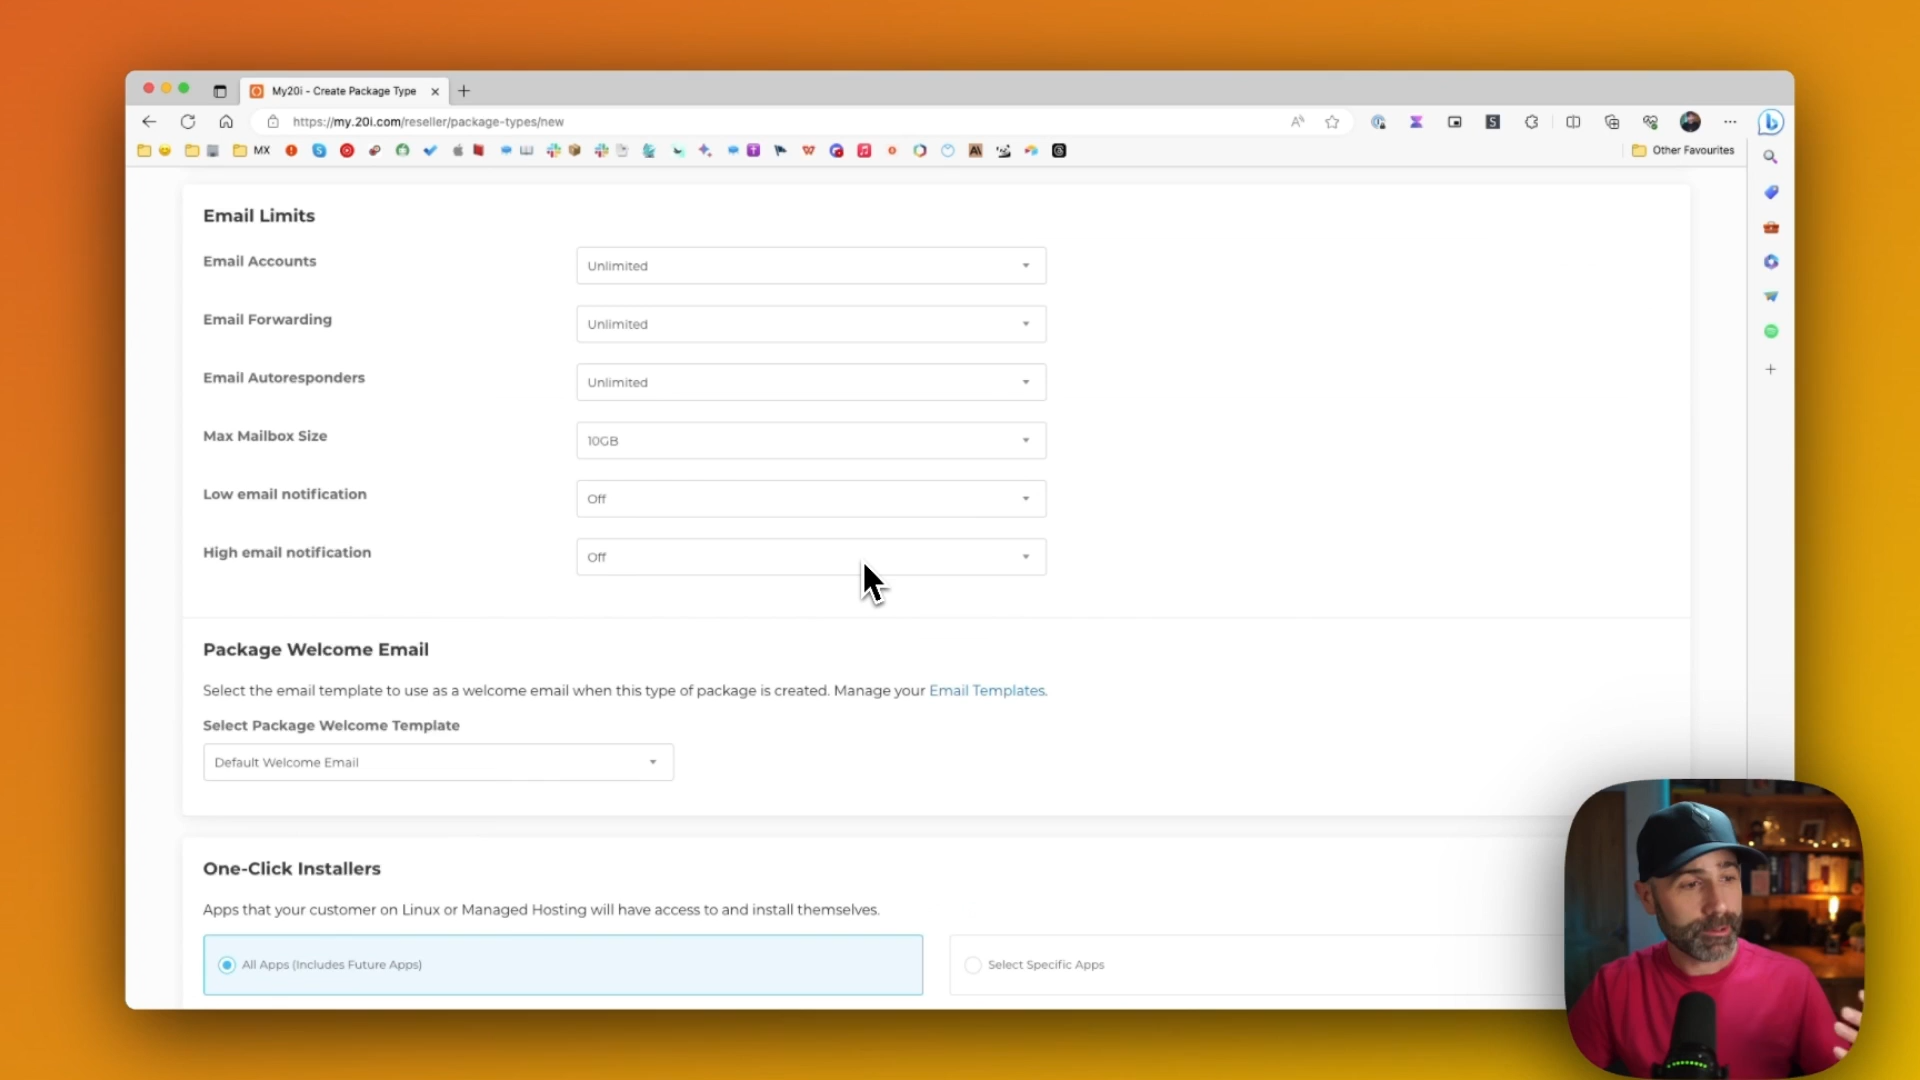 My20i - Create Package Type
https://my.20i.com/reseller/package-types/new
MX
Other Favourites
Email Limits
Email Accounts
Unlimited
Email Forwarding
Unlimited
Email Autoresponders
Unlimited
Max Mailbox Size
10GB
Low email notification
Off
High email notification
Off
Package Welcome Email
Select the email template to use as a welcome email when this type of package is created. Manage your Email Templates.
Select Package Welcome Template
Default Welcome Email
One-Click Installers
Apps that your customer on Linux or Managed Hosting will have access to and install themselves.
All Apps (Includes Future Apps)
Select Specific Apps